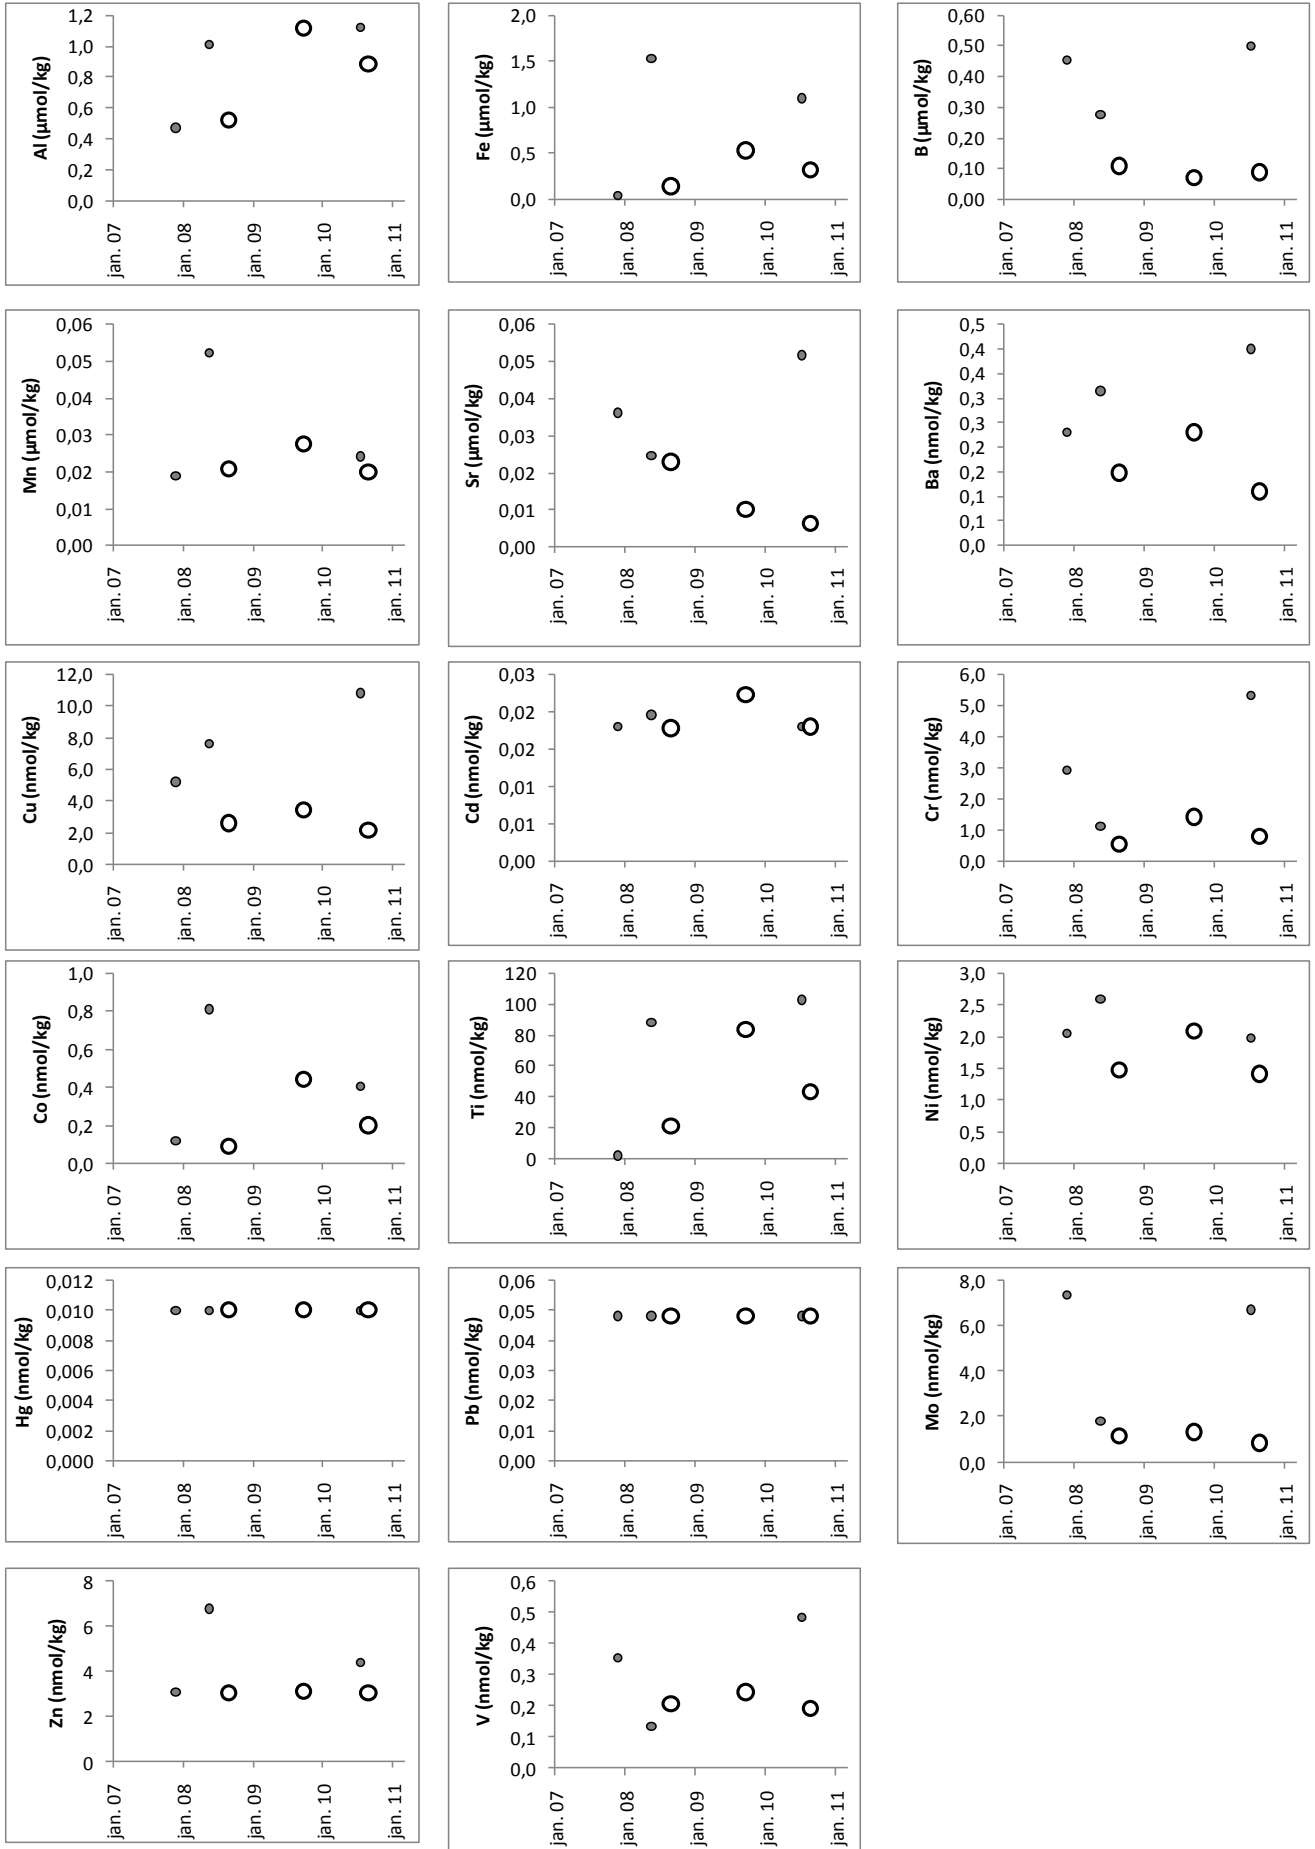 Al (µmol/kg)
1,2
1,0
0,8
0,6
0,4
0,2
0,0
jan. 07
jan. 08
jan. 09
jan. 10
jan. 11
Fe (µmol/kg)
2,0
1,5
1,0
0,5
0,0
jan. 07
jan. 08
jan. 09
jan. 10
jan. 11
B (µmol/kg)
0,60
0,50
0,40
0,30
0,20
0,10
0,00
jan. 07
jan. 08
jan. 09
jan. 10
jan. 11
Mn (µmol/kg)
0,06
0,05
0,04
0,03
0,02
0,01
0,00
jan. 07
jan. 08
jan. 09
jan. 10
jan. 11
Sr (µmol/kg)
0,06
0,05
0,04
0,03
0,02
0,01
0,00
jan. 07
jan. 08
jan. 09
jan. 10
jan. 11
Ba (nmol/kg)
0,5
0,4
0,4
0,3
0,3
0,2
0,2
0,1
0,1
0,0
jan. 07
jan. 08
jan. 09
jan. 10
jan. 11
Cu (nmol/kg)
12,0
10,0
8,0
6,0
4,0
2,0
0,0
jan. 07
jan. 08
jan. 09
jan. 10
jan. 11
Cd (nmol/kg)
0,03
0,02
0,02
0,01
0,01
0,00
jan. 07
jan. 08
jan. 09
jan. 10
jan. 11
Cr (nmol/kg)
6,0
5,0
4,0
3,0
2,0
1,0
0,0
jan. 07
jan. 08
jan. 09
jan. 10
jan. 11
Co (nmol/kg)
1,0
0,8
0,6
0,4
0,2
0,0
jan. 07
jan. 08
jan. 09
jan. 10
jan. 11
Ti (nmol/kg)
120
100
80
60
40
20
0
jan. 07
jan. 08
jan. 09
jan. 10
jan. 11
Ni (nmol/kg)
3,0
2,5
2,0
1,5
1,0
0,5
0,0
jan. 07
jan. 08
jan. 09
jan. 10
jan. 11
Hg (nmol/kg)
0,012
0,010
0,008
0,006
0,004
0,002
0,000
jan. 07
jan. 08
jan. 09
jan. 10
jan. 11
Pb (nmol/kg)
0,06
0,05
0,04
0,03
0,02
0,01
0,00
jan. 07
jan. 08
jan. 09
jan. 10
jan. 11
Mo (nmol/kg)
8,0
6,0
4,0
2,0
0,0
jan. 07
jan. 08
jan. 09
jan. 10
jan. 11
Zn (nmol/kg)
8
6
4
2
0
jan. 07
jan. 08
jan. 09
jan. 10
jan. 11
V (nmol/kg)
0,6
0,5
0,4
0,3
0,2
0,1
0,0
jan. 07
jan. 08
jan. 09
jan. 10
jan. 11